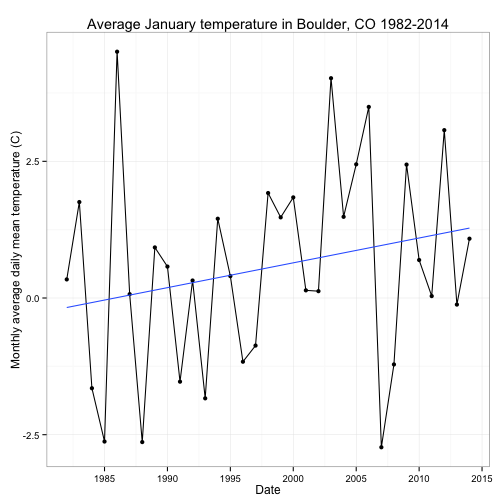 Average January temperature in Boulder, CO 1982-2014
Monthly average daily mean temperature (C)
2.5
0.0
-2.5
1985 1990 1995 2000 2005 2010 2015
Date